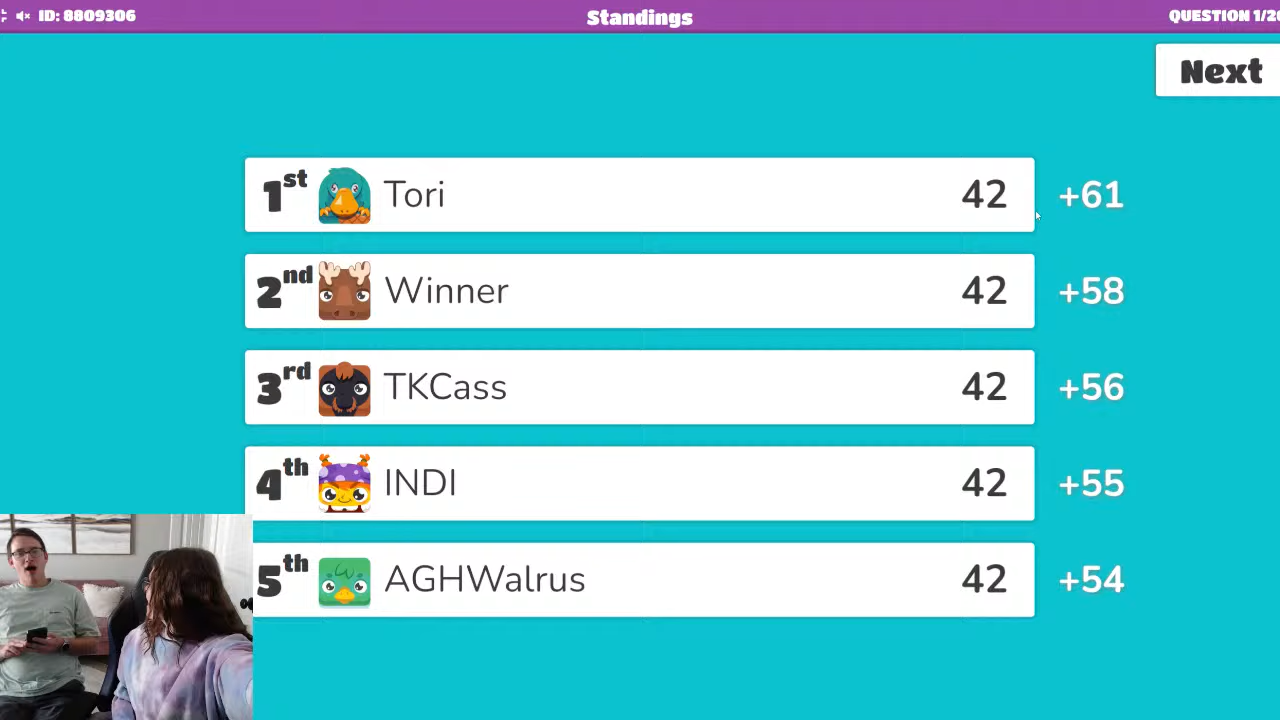 ID: 8809306
Standings
QUESTION 1/20
Next
1st Tori 42 +61
2nd Winner 42 +58
3rd TKCass 42 +56
4th INDI 42 +55
5th AGHWalrus 42 +54